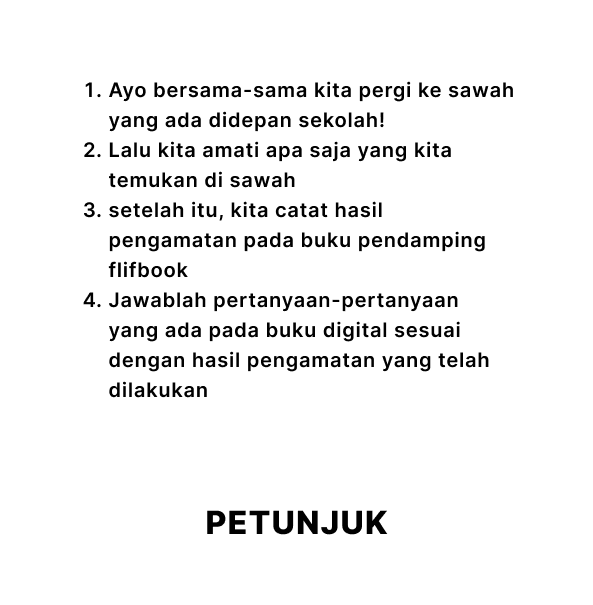 1. Ayo bersama-sama kita pergi ke sawah
yang ada didepan sekolah!
2. Lalu kita amati apa saja yang kita
temukan di sawah
3. setelah itu, kita catat hasil
pengamatan pada buku pendamping
flifbook
4. Jawablah pertanyaan-pertanyaan
yang ada pada buku digital sesuai
dengan hasil pengamatan yang telah
dilakukan
PETUNJUK